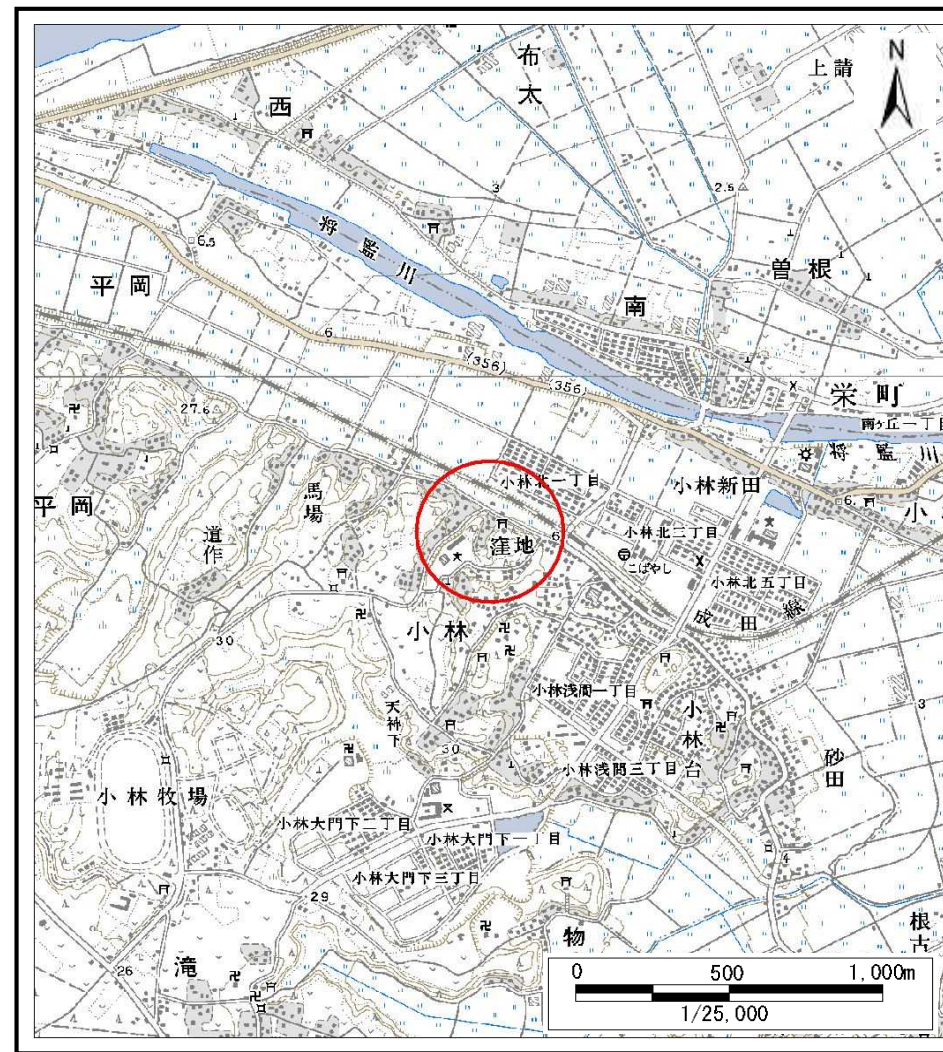 布太
上請
N
西
3
2.5
将監川
6.5
曽根
平岡
南
6
(356)
(356)
栄町
南ヶ丘一丁目
27.6
将監川
小林北一丁目
小林新田
6.
小
平岡
馬場
道作
6
窪地
小林北三丁目
こばやし
小林北五丁目
成田線
30
小林
3
小林浅間一丁目
天神下
小林台
30
砂田
小林浅間三丁目
小林牧場
小林大門下二丁目
小林大門下一丁目
小林大門下三丁目
4
29
物
根古
滝
26
0 500 1,000m
1/25,000